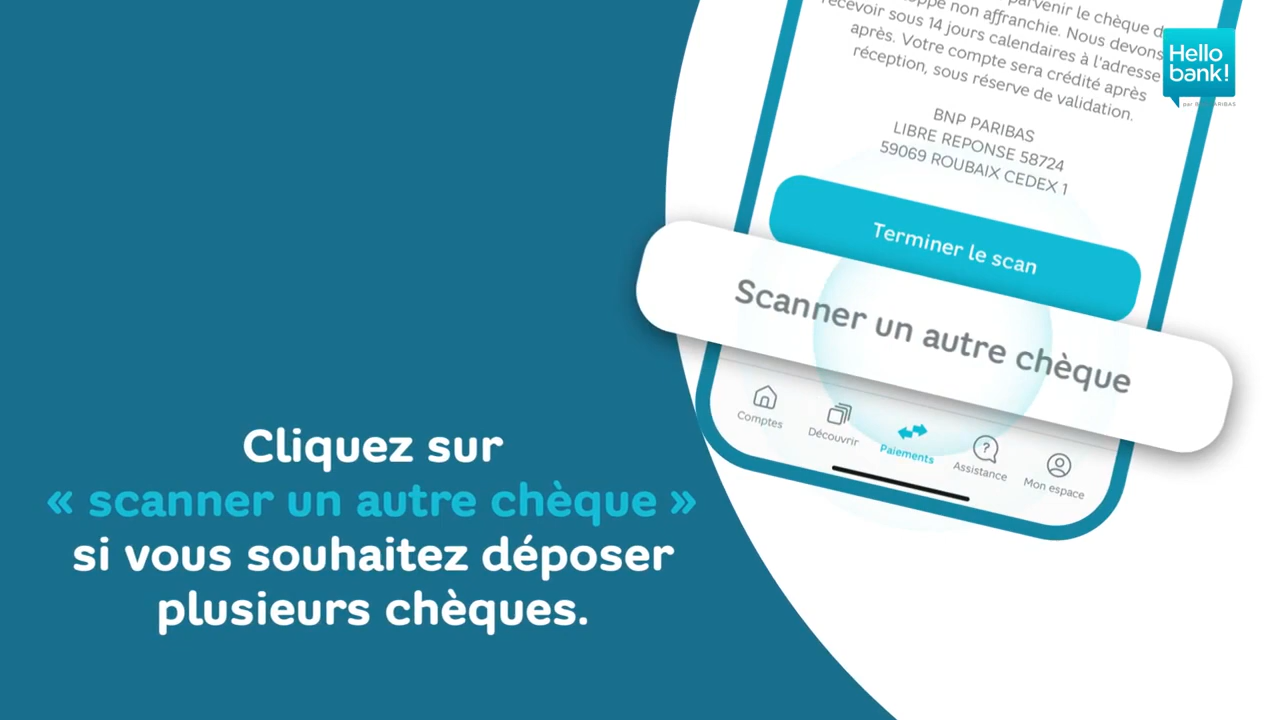 parvenir le chèque d
non affranchie. Nous devons
recevoir sous 14 jours calendaires à l'adresse
après. Votre compte sera crédité après
réception, sous réserve de validation.
BNP PARIBAS
LIBRE REPONSE 58724
59069 ROUBAIX CEDEX 1
Hello
bank!
par BNP PARIBAS
Terminer le scan
Scanner un autre chèque
Comptes
Découvrir
Paiements
Assistance
Mon espace
Cliquez sur
« scanner un autre chèque »
si vous souhaitez déposer
plusieurs chèques.